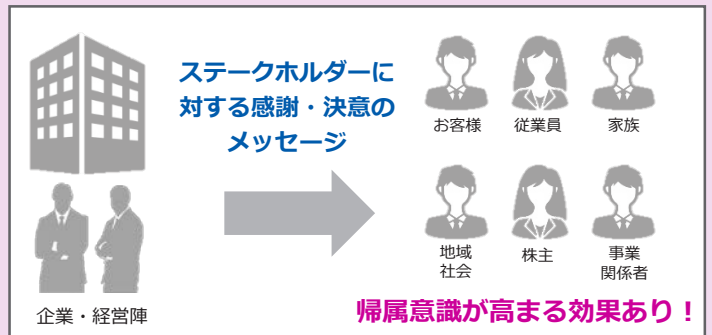 ステークホルダーに
対する感謝・決意の
メッセージ
お客様
従業員
家族
地域
社会
株主
事業
関係者
企業・経営陣
帰属意識が高まる効果あり！